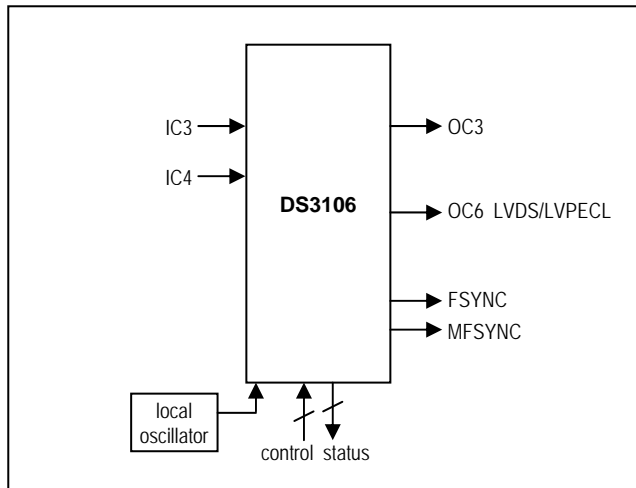 IC3
OC3
IC4
DS3106
OC6 LVDS/LVPECL
FSYNC
MFSYNC
local
oscillator
control status